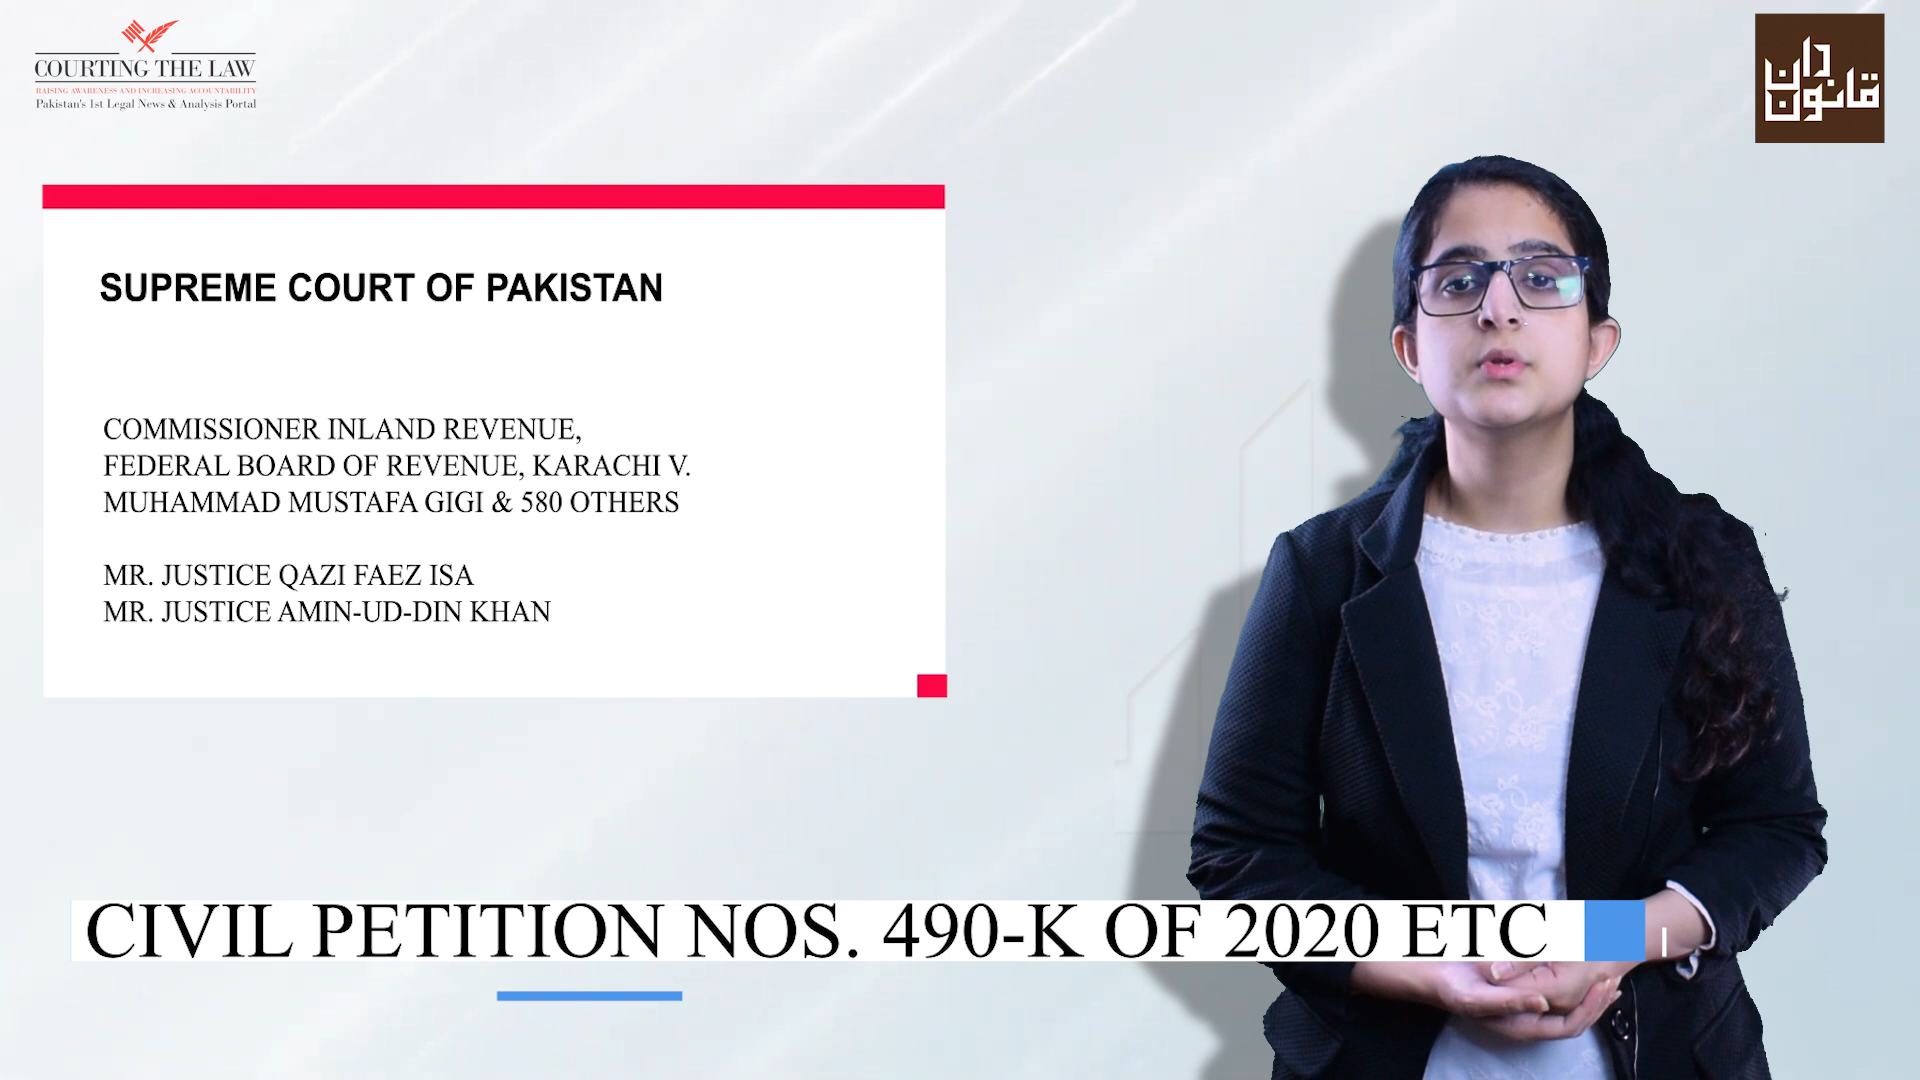 COURTING THE LAW
RAISING AWARENESS AND INCREASING ACCOUNTABILITY
Pakistan's 1st Legal News & Analysis Portal
قانون دان
SUPREME COURT OF PAKISTAN
COMMISSIONER INLAND REVENUE,
FEDERAL BOARD OF REVENUE, KARACHI V.
MUHAMMAD MUSTAFA GIGI & 580 OTHERS
MR. JUSTICE QAZI FAEZ ISA
MR. JUSTICE AMIN-UD-DIN KHAN
CIVIL PETITION NOS. 490-K OF 2020 ETC